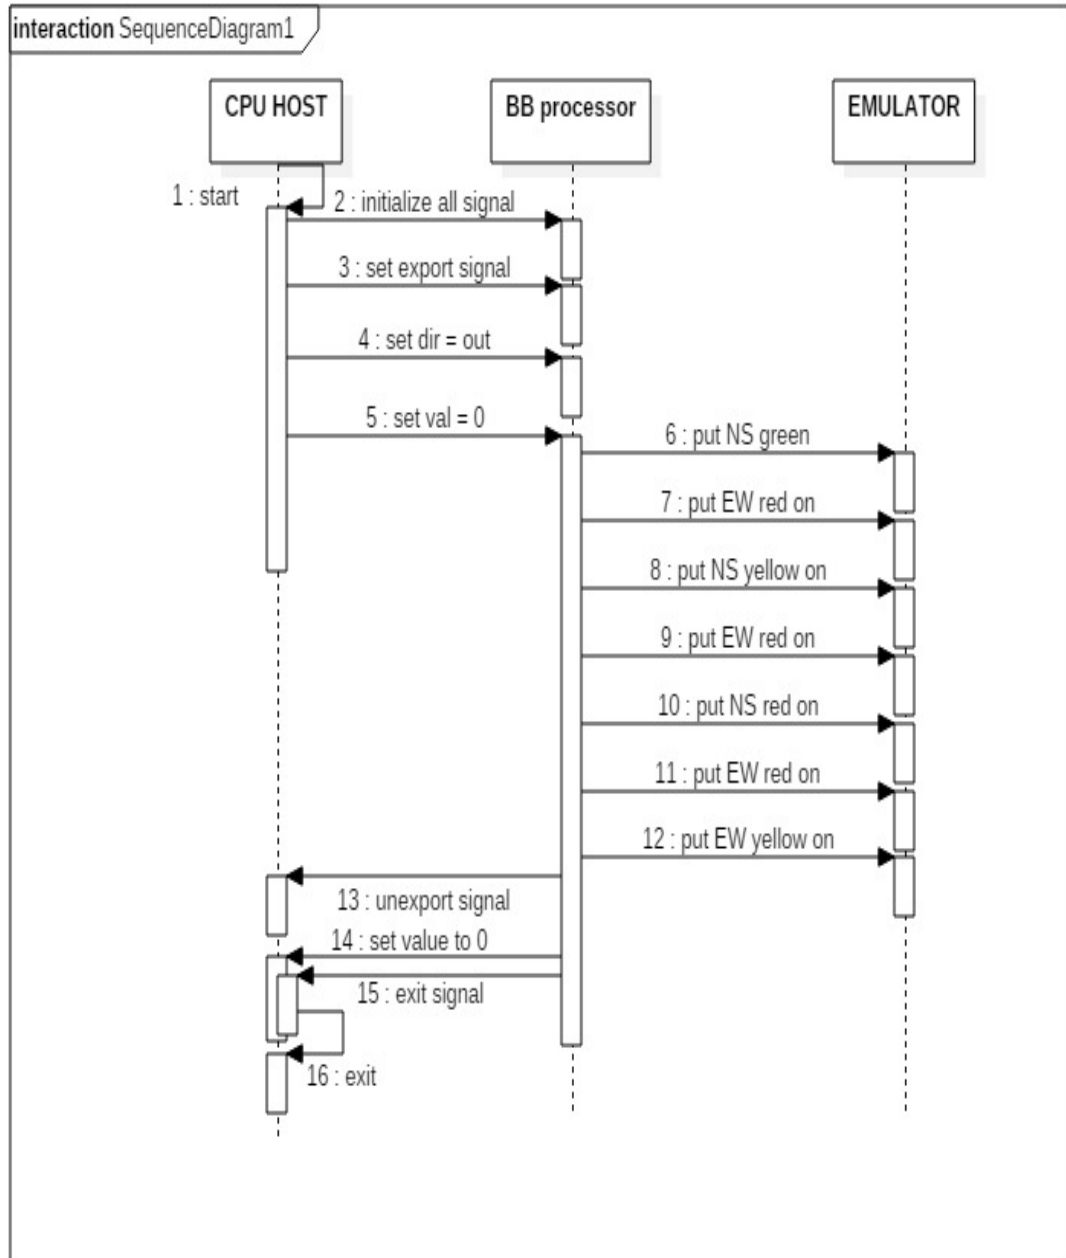 interaction SequenceDiagram1
CPU HOST
BB processor
EMULATOR
1 : start
2 : initialize all signal
3 : set export signal
4 : set dir = out
5 : set val = 0
6 : put NS green
7 : put EW red on
8 : put NS yellow on
9 : put EW red on
10 : put NS red on
11 : put EW red on
12 : put EW yellow on
13 : unexport signal
14 : set value to 0
15 : exit signal
16 : exit